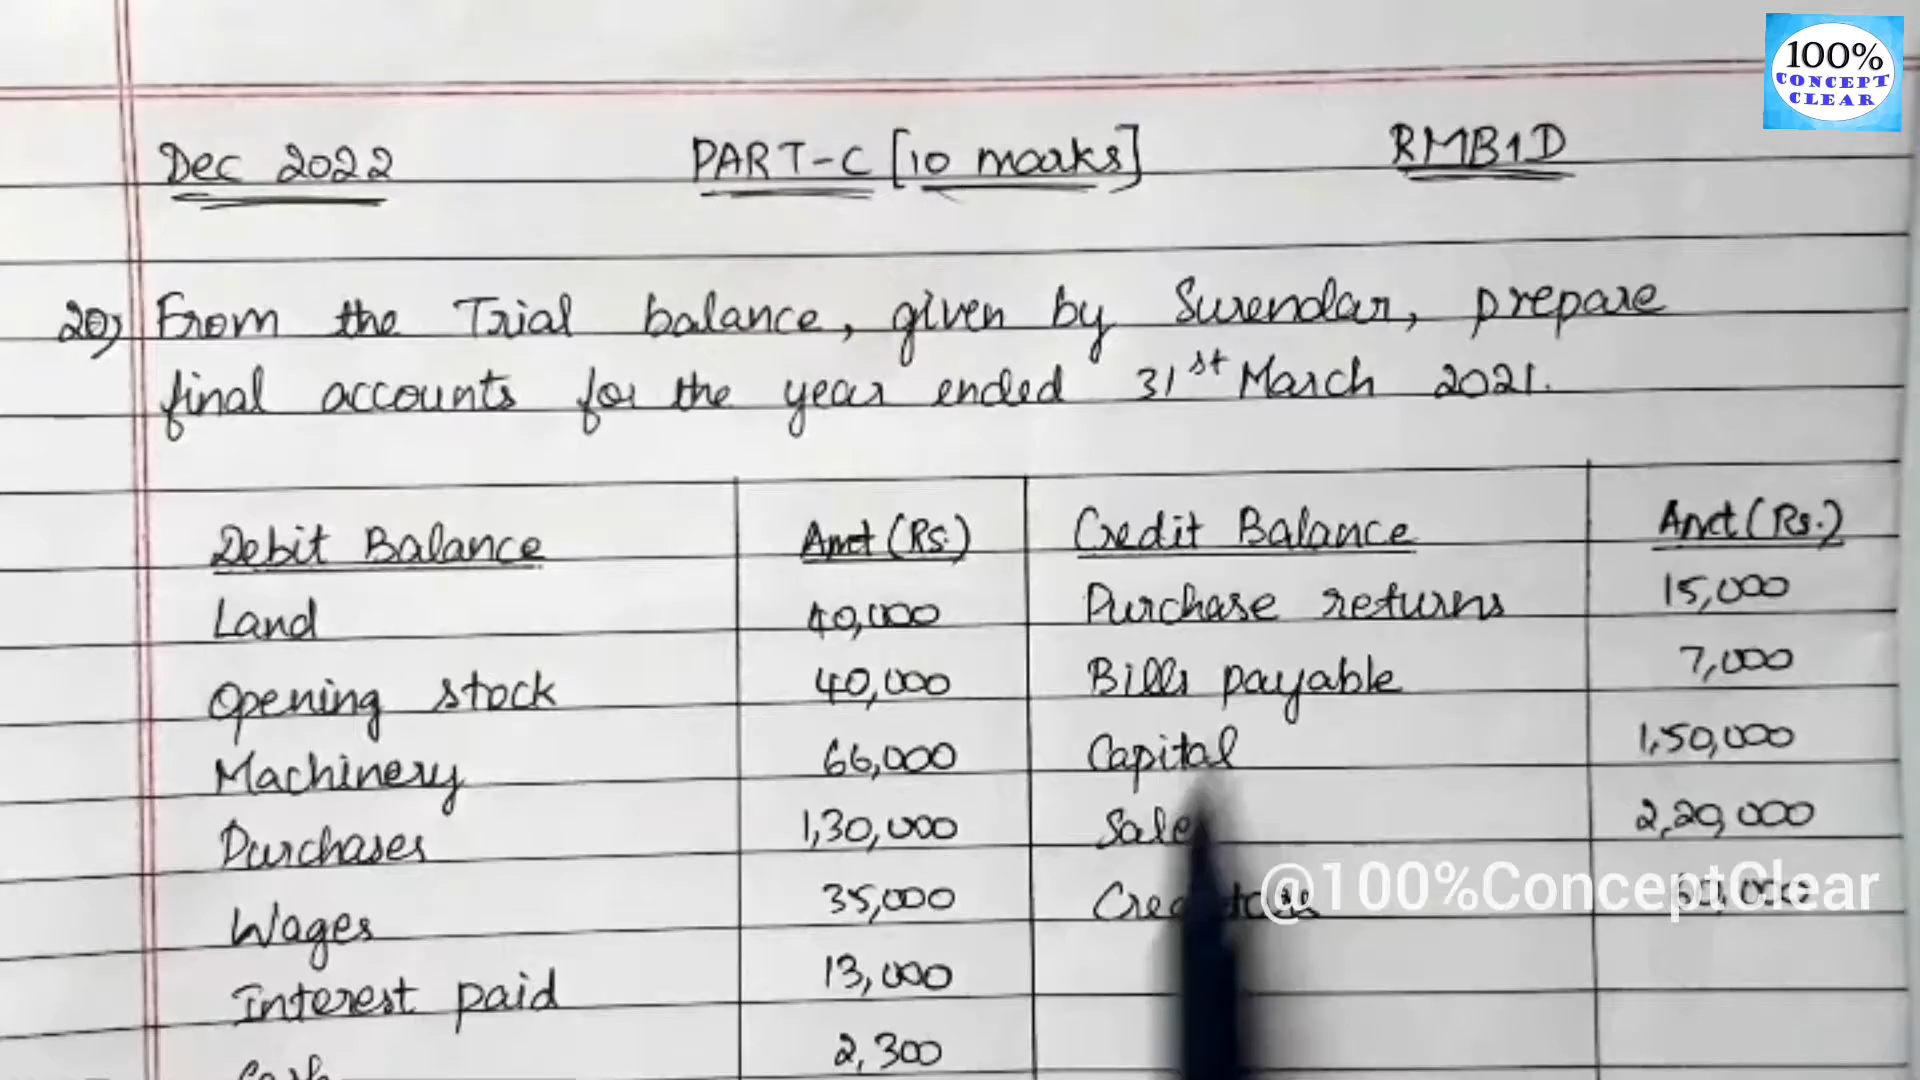 100%
CONCEPT
CLEAR
Dec 2022 PART-C [10 marks] RMB1D
20) From the Trial balance, given by Surendar, prepare
final accounts for the year ended 31st March 2021.
Debit Balance Amt (Rs.) Credit Balance Amt (Rs.)
Land 40,000 Purchase returns 15,000
Opening stock 40,000 Bills payable 7,000
Machinery 66,000 Capital 1,50,000
Purchases 1,30,000 Sale 2,20,000
Wages 35,000
@100%ConceptClear
Interest paid 13,000
Cash 2,300